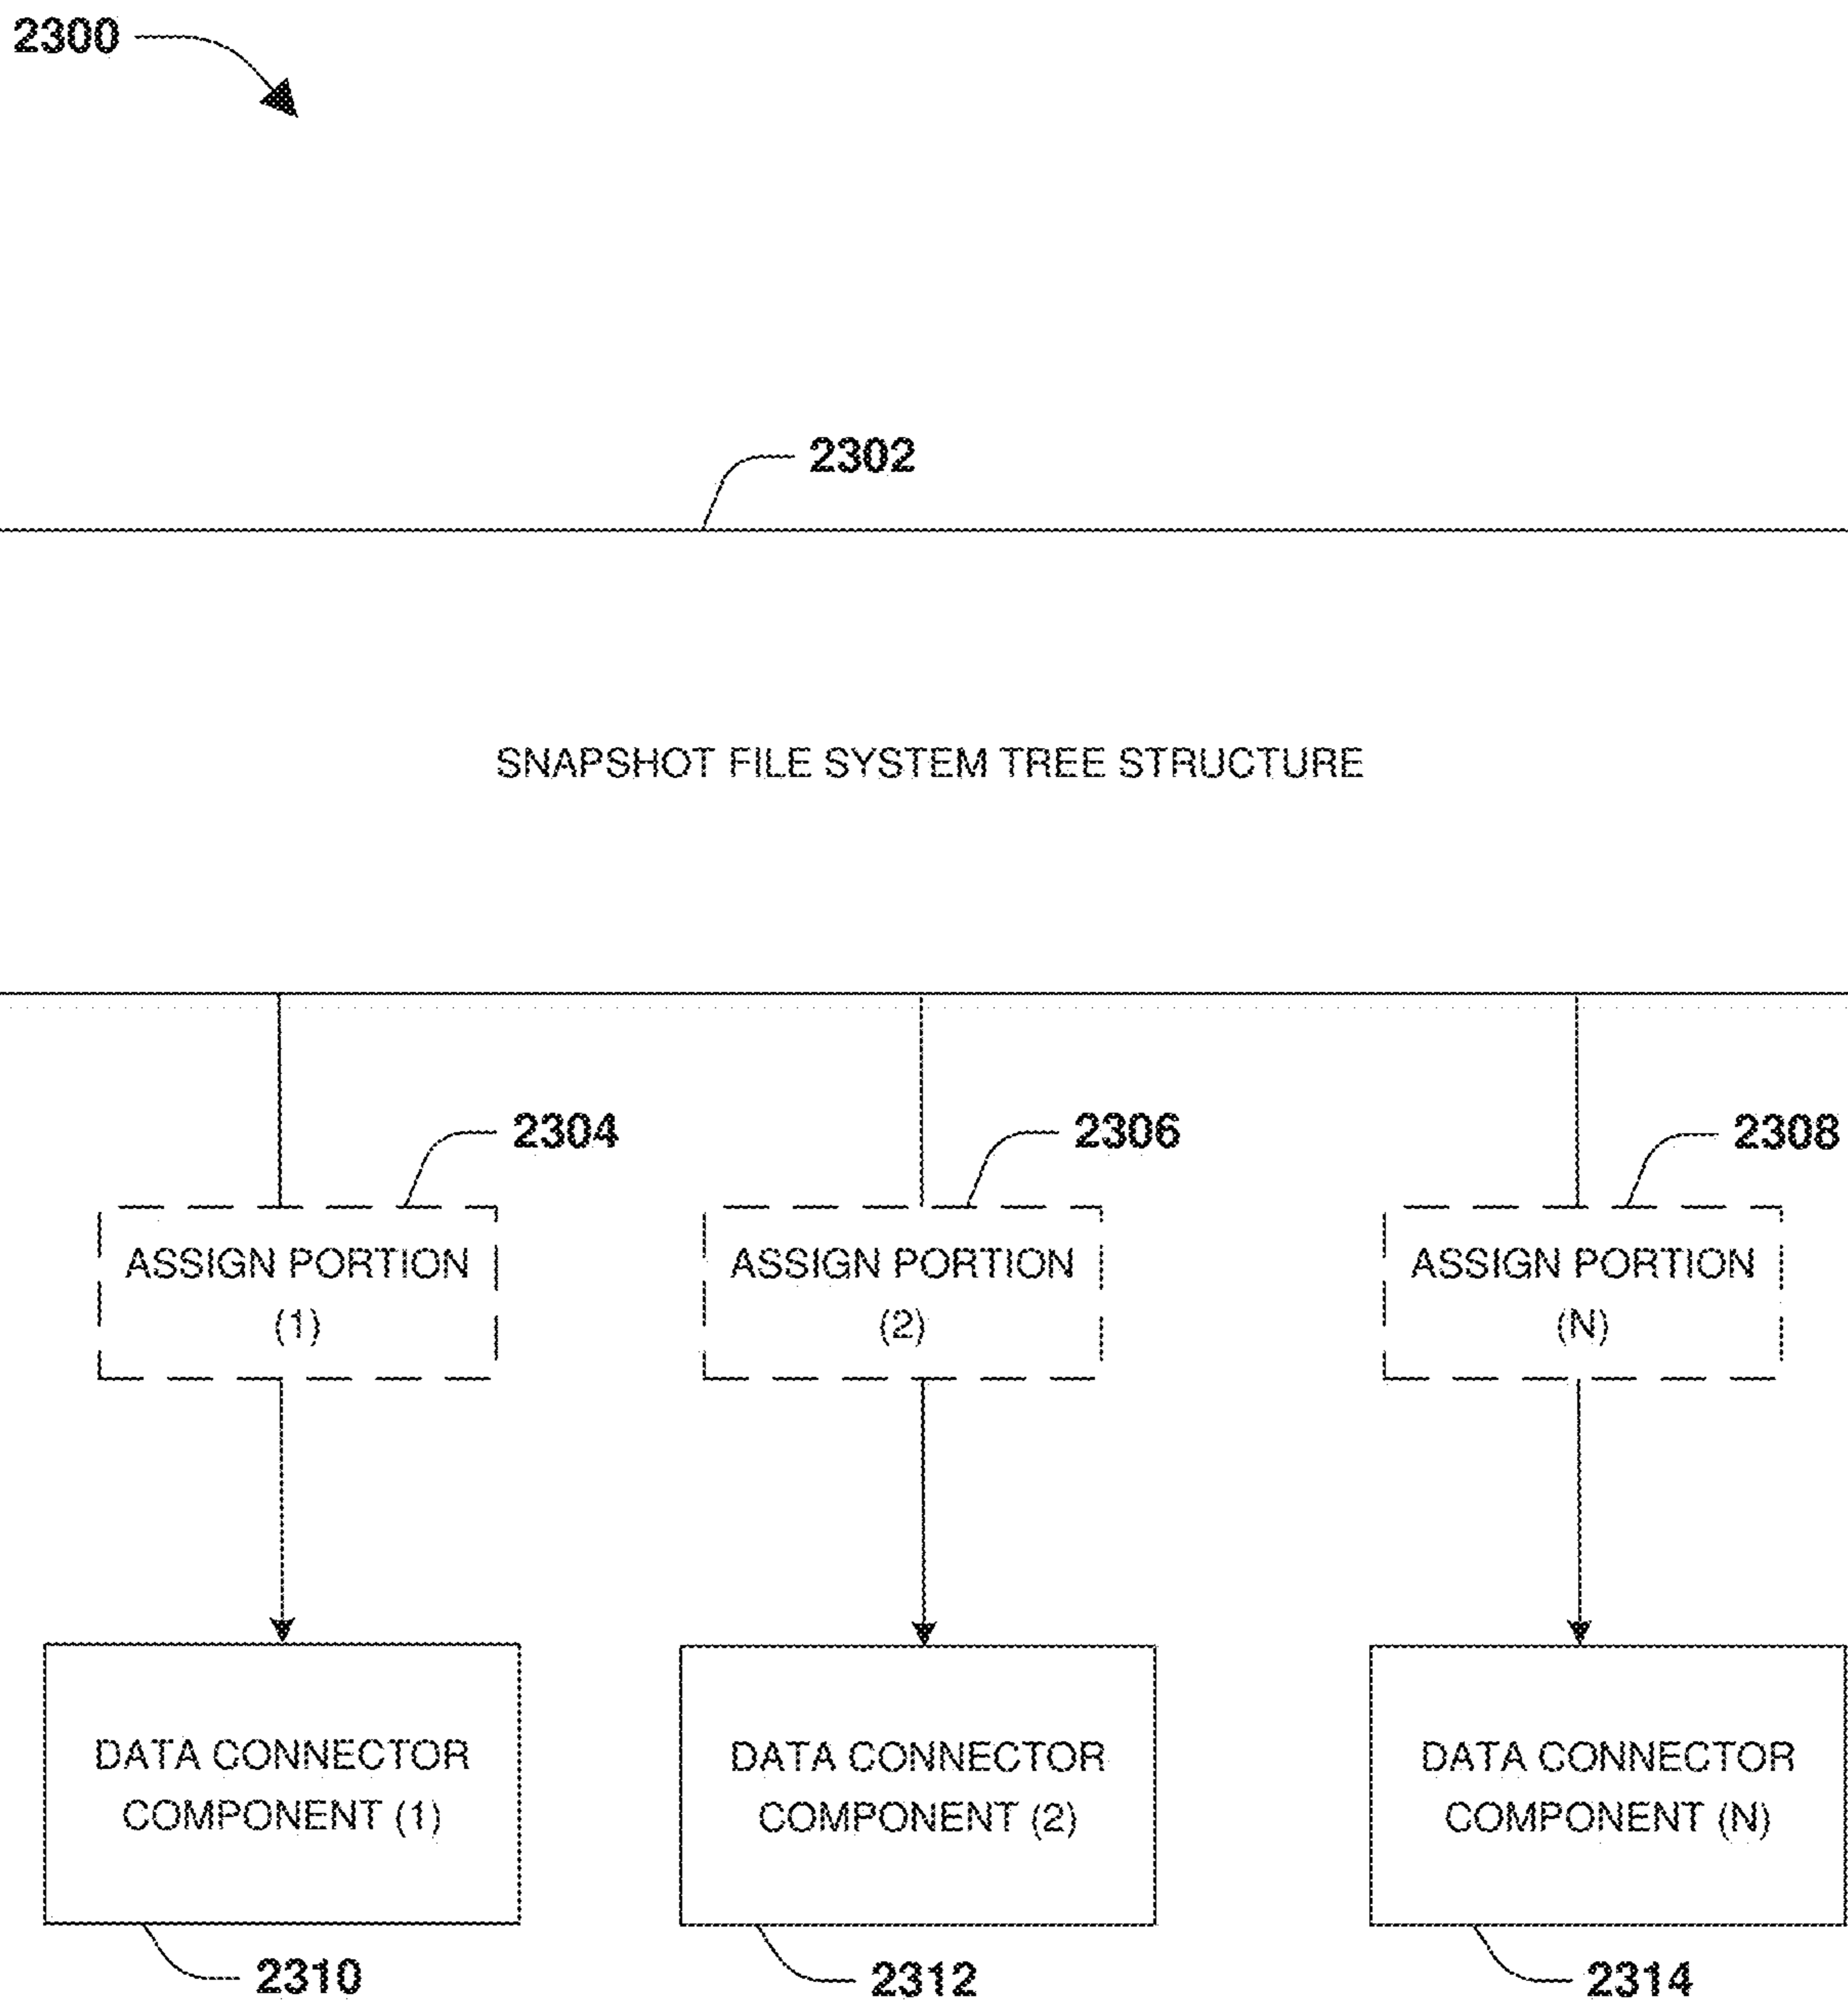 2300
2302
SNAPSHOT FILE SYSTEM TREE STRUCTURE
2304
2306
2308
ASSIGN PORTION
(1)
ASSIGN PORTION
(2)
ASSIGN PORTION
(N)
DATA CONNECTOR
COMPONENT (1)
DATA CONNECTOR
COMPONENT (2)
DATA CONNECTOR
COMPONENT (N)
2310
2312
2314